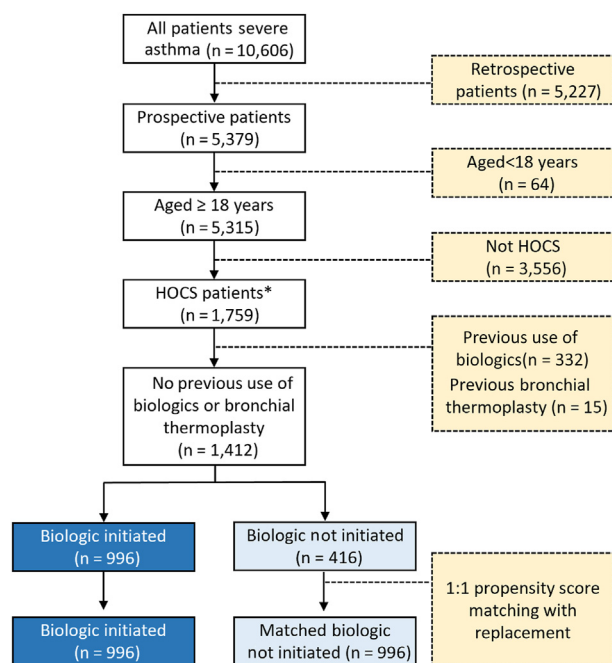 All patients severe
asthma (n = 10,606)
Retrospective
patients (n = 5,227)
Prospective patients
(n = 5,379)
Aged<18 years
(n = 64)
Aged ≥ 18 years
(n = 5,315)
Not HOCS
(n = 3,556)
HOCS patients*
(n = 1,759)
Previous use of
biologics(n = 332)
Previous bronchial
thermoplasty (n = 15)
No previous use of
biologics or bronchial
thermoplasty
(n = 1,412)
Biologic initiated
(n = 996)
Biologic not initiated
(n = 416)
1:1 propensity score
matching with
replacement
Biologic initiated
(n = 996)
Matched biologic
not initiated (n = 996)